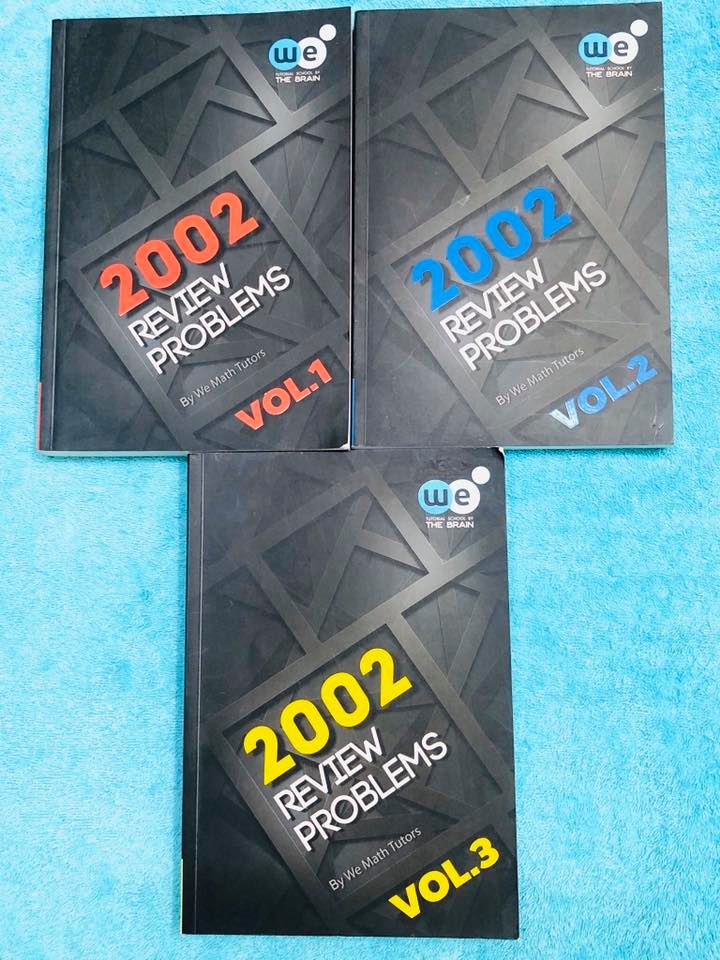 we
TUTORIAL SCHOOL BY
THE BRAIN
2002
REVIEW
PROBLEMS
By We Math Tutors
VOL.1
we
TUTORIAL SCHOOL BY
THE BRAIN
2002
REVIEW
PROBLEMS
By We Math Tutors
VOL.2
we
TUTORIAL SCHOOL BY
THE BRAIN
2002
REVIEW
PROBLEMS
By We Math Tutors
VOL.3